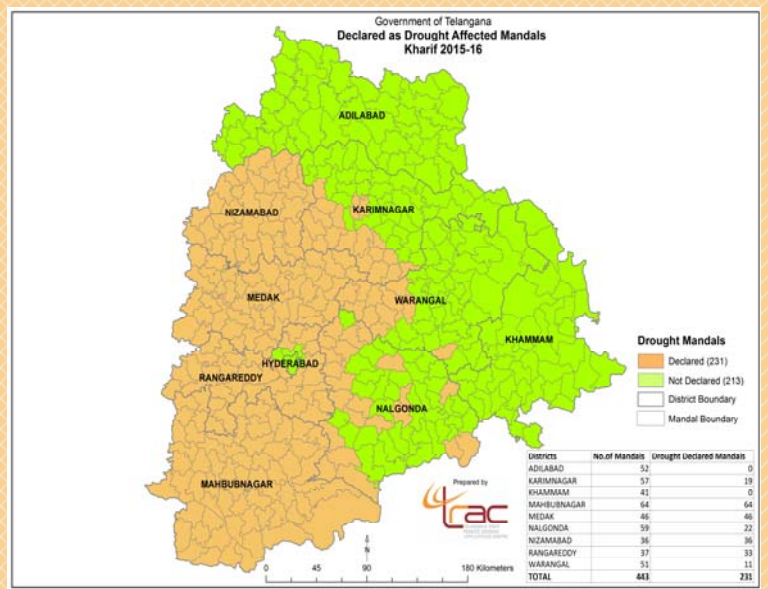 Government of Telangana
Declared as Drought Affected Mandals
Kharif 2015-16
ADILABAD
NIZAMABAD
KARIMNAGAR
MEDAK
WARANGAL
KHAMMAM
HYDERABAD
RANGAREDDY
NALGONDA
MAHBUBNAGAR
Drought Mandals
Declared (231)
Not Declared (213)
District Boundary
Mandal Boundary
Prepared by
trac
N
0 45 90 180 Kilometers
Districts No.of Mandals Drought Declared Mandals
ADILABAD 52 0
KARIMNAGAR 57 19
KHAMMAM 41 0
MAHBUBNAGAR 64 64
MEDAK 46 46
NALGONDA 59 22
NIZAMABAD 36 36
RANGAREDDY 37 33
WARANGAL 51 11
TOTAL 443 231